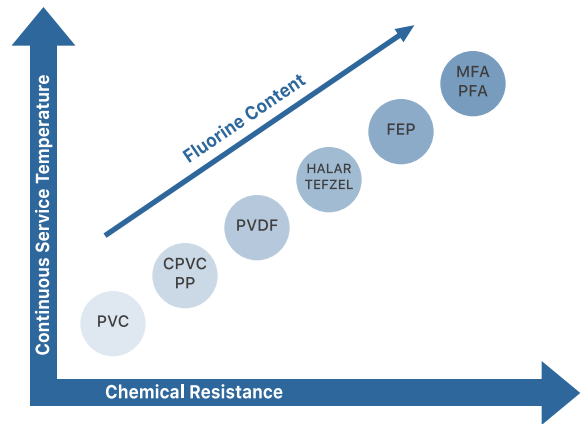 Continuous Service Temperature
Fluorine Content
MFA
PFA
FEP
HALAR
TEFZEL
PVDF
CPVC
PP
PVC
Chemical Resistance